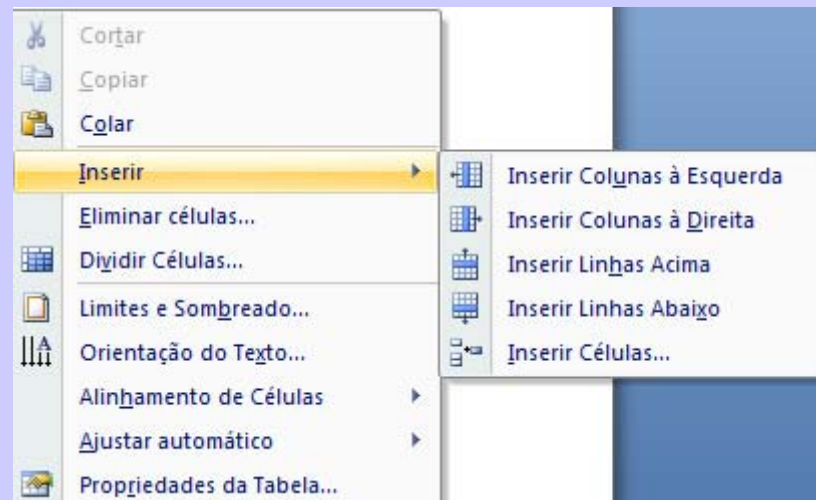 Cortar
Copiar
Colar
Inserir
Eliminar células...
Dividir Células...
Limites e Sombreado...
Orientação do Texto...
Alinhamento de Células
Ajustar automático
Propriedades da Tabela...
Inserir Colunas à Esquerda
Inserir Colunas à Direita
Inserir Linhas Acima
Inserir Linhas Abaixo
Inserir Células...